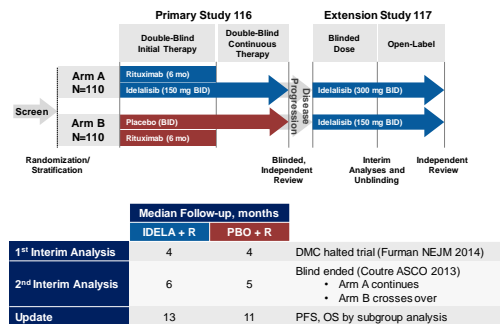 Primary Study 116
Extension Study 117
Double-Blind
Initial Therapy
Double-Blind
Continuous
Therapy
Blinded
Dose
Open-Label
Screen
Arm A
N=110
Rituximab (6 mo)
Idelalisib (150 mg BID)
Arm B
N=110
Placebo (BID)
Rituximab (6 mo)
Disease
Progression
Idelalisib (300 mg BID)
Idelalisib (150 mg BID)
Randomization/
Stratification
Blinded,
Independent
Review
Interim
Analyses and
Unblinding
Independent
Review
Median Follow-up, months
IDELA + R PBO + R
1st Interim Analysis 4 4 DMC halted trial (Furman NEJM 2014)
2nd Interim Analysis 6 5 Blind ended (Coutre ASCO 2013)
• Arm A continues
• Arm B crosses over
Update 13 11 PFS, OS by subgroup analysis